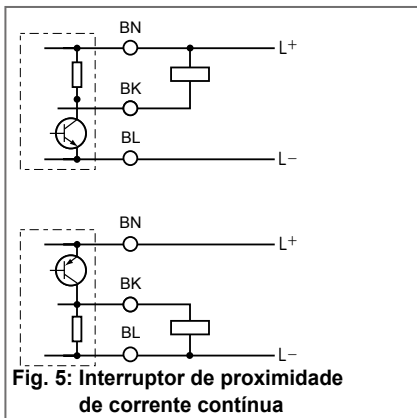 BN
L+
BK
BL
L−
BN
L+
BK
BL
L−
Fig. 5: Interruptor de proximidade
de corrente contínua